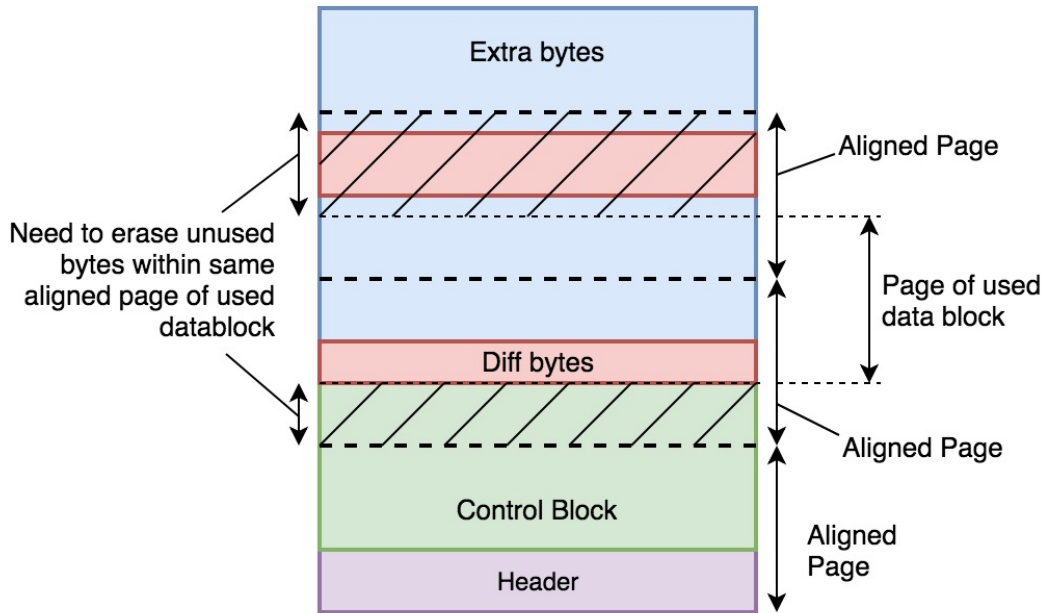 Extra bytes
Aligned Page
Need to erase unused
bytes within same
aligned page of used
datablock
Page of used
data block
Diff bytes
Aligned Page
Control Block
Aligned
Page
Header